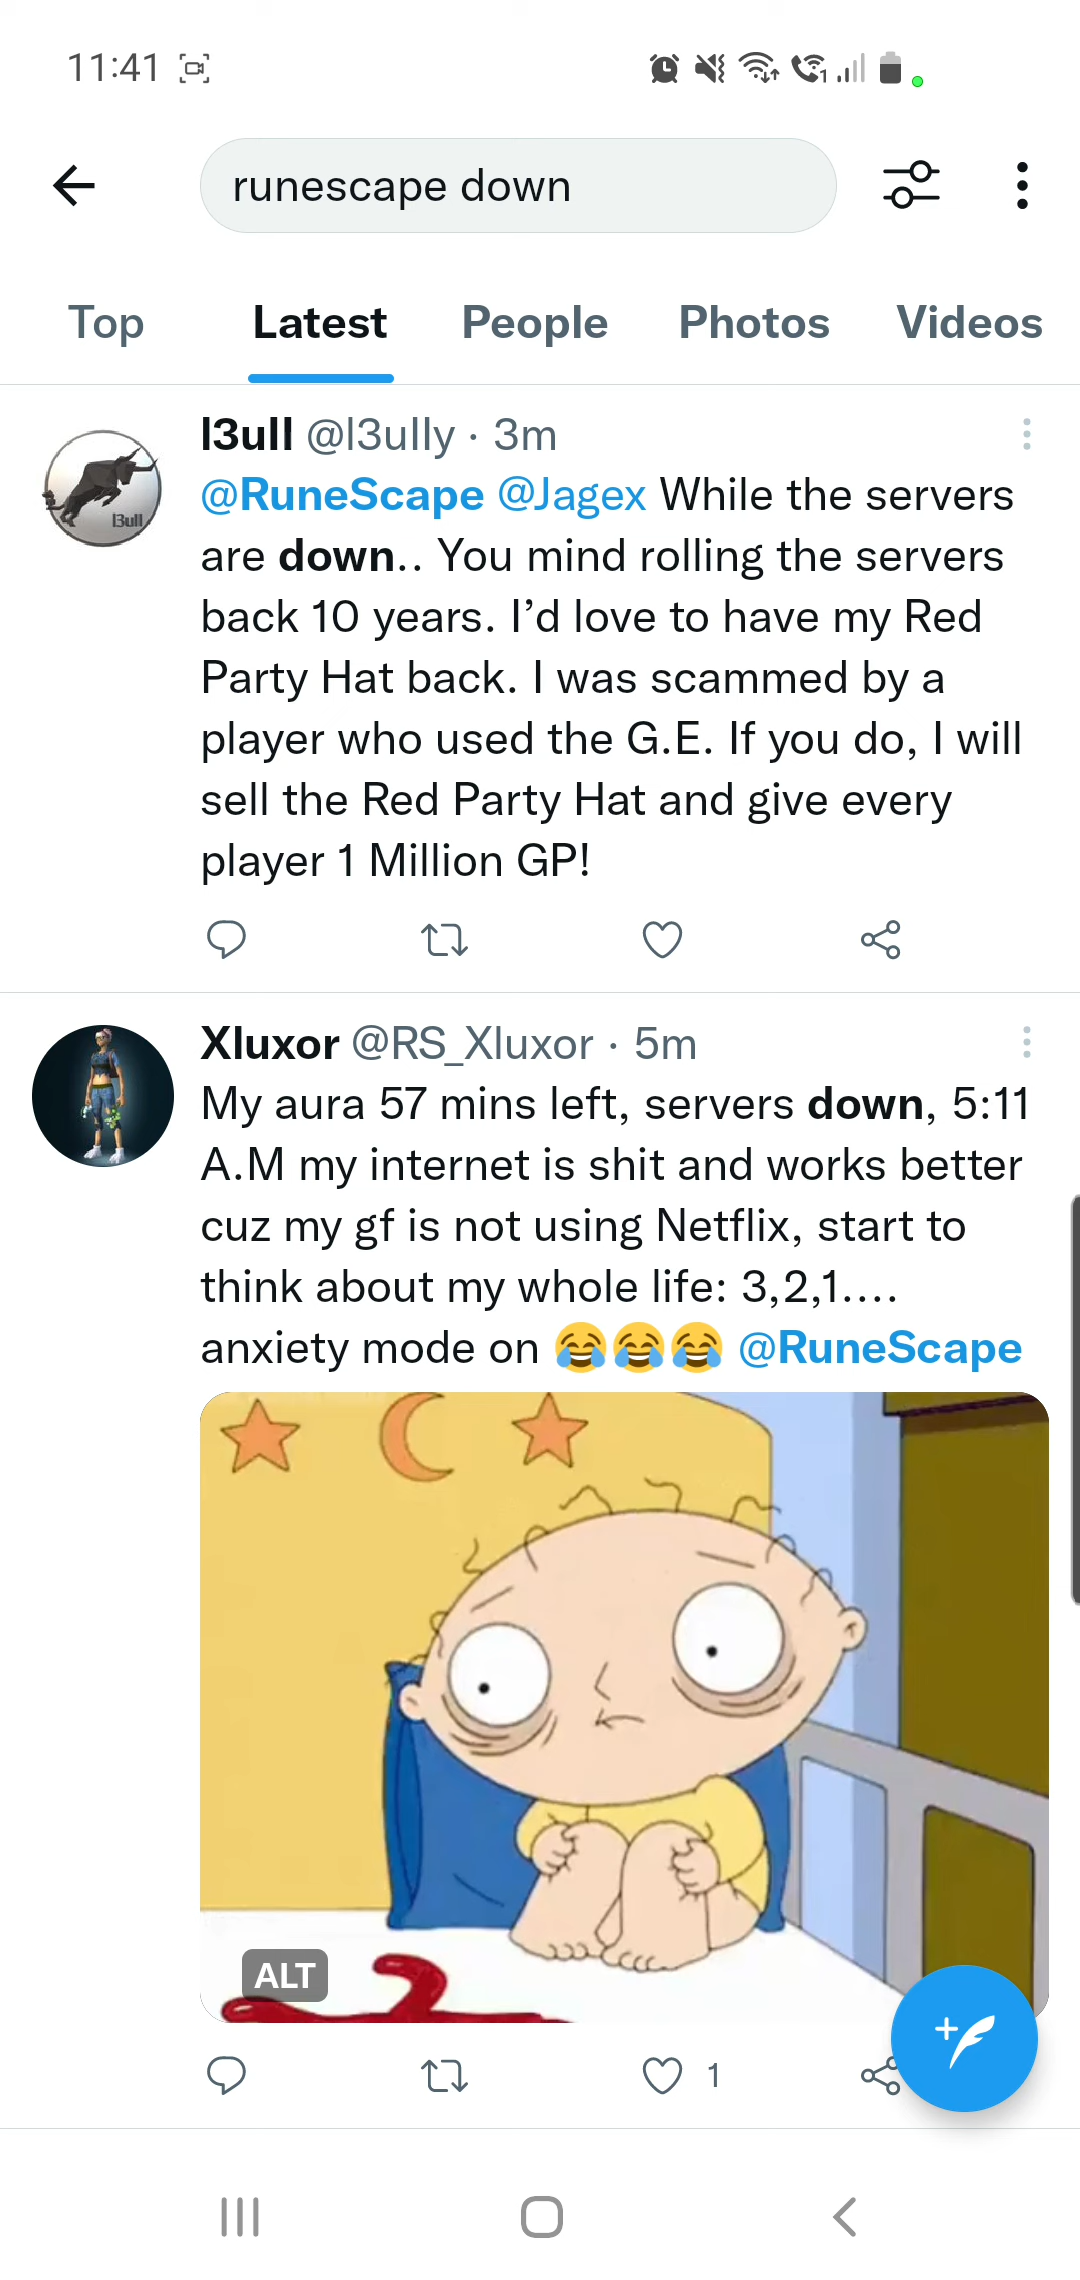 11:41
runescape down
Top Latest People Photos Videos
l3ull @l3ully · 3m
@RuneScape @Jagex While the servers
are down.. You mind rolling the servers
back 10 years. I’d love to have my Red
Party Hat back. I was scammed by a
player who used the G.E. If you do, I will
sell the Red Party Hat and give every
player 1 Million GP!
l3ull
Xluxor @RS_Xluxor · 5m
My aura 57 mins left, servers down, 5:11
A.M my internet is shit and works better
cuz my gf is not using Netflix, start to
think about my whole life: 3,2,1....
anxiety mode on 😂😂😂 @RuneScape
ALT
1